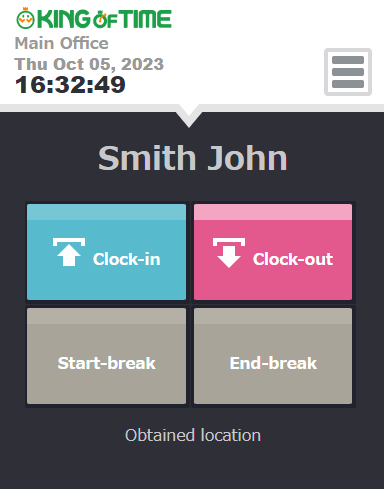 KING OF TIME
Main Office
Thu Oct 05, 2023
16:32:49
Smith John
Clock-in
Clock-out
Start-break
End-break
Obtained location